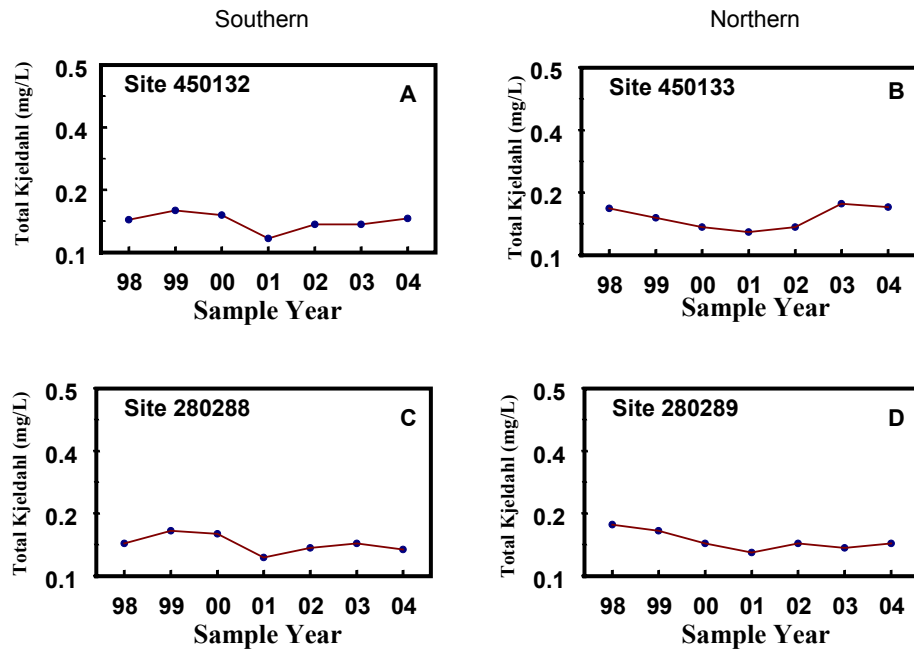 Southern
Northern
Total Kjeldahl (mg/L)
0.5
0.4
0.2
0.1
Site 450132
A
98 99 00 01 02 03 04
Sample Year
Total Kjeldahl (mg/L)
0.5
0.4
0.2
0.1
Site 450133
B
98 99 00 01 02 03 04
Sample Year
Total Kjeldahl (mg/L)
0.5
0.4
0.2
0.1
Site 280288
C
98 99 00 01 02 03 04
Sample Year
Total Kjeldahl (mg/L)
0.5
0.4
0.2
0.1
Site 280289
D
98 99 00 01 02 03 04
Sample Year